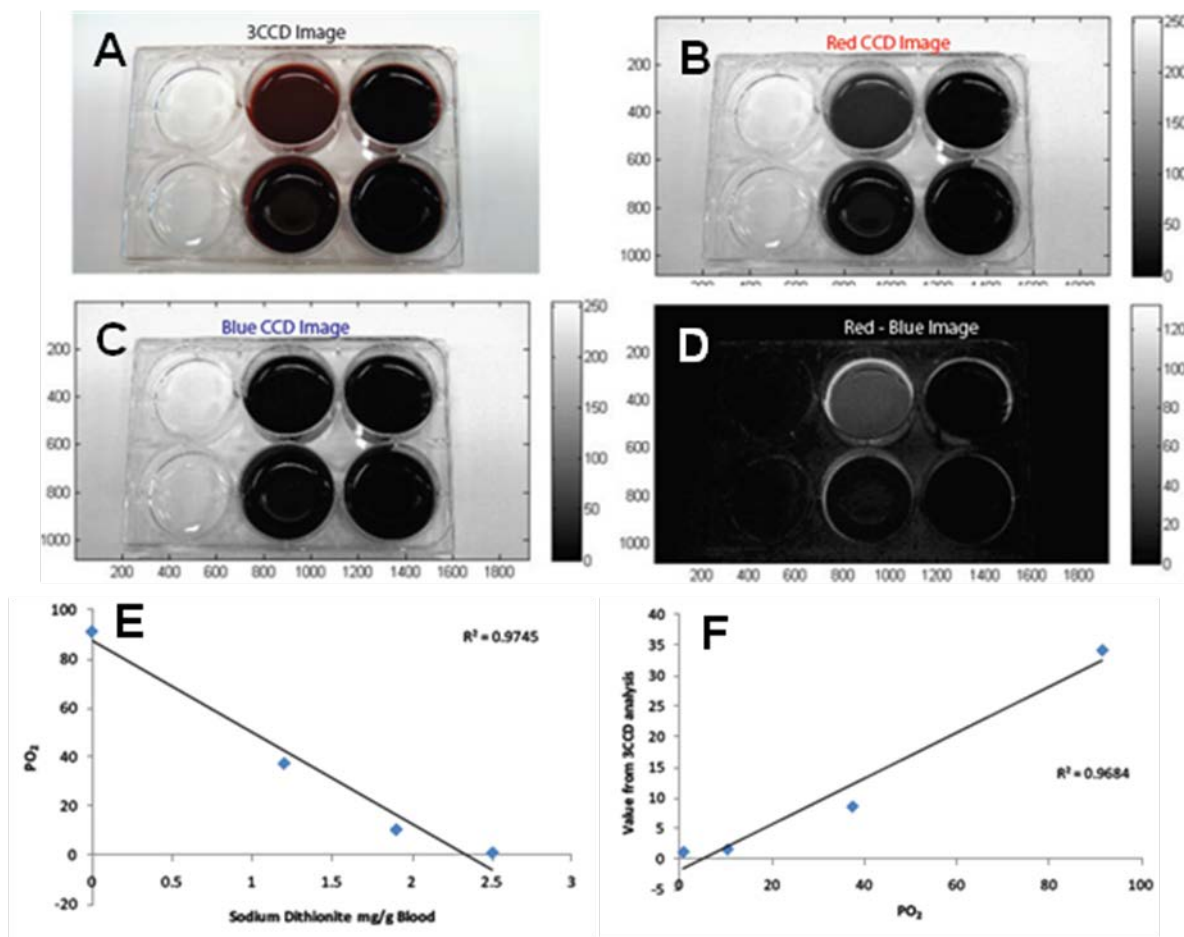 A
3CCD Image
B
Red CCD Image
200
400
600
800
1000
250
200
150
100
50
0
C
Blue CCD Image
200
400
600
800
1000
200 400 600 800 1000 1200 1400 1600 1800
250
200
150
100
50
0
D
Red - Blue Image
200
400
600
800
1000
200 400 600 800 1000 1200 1400 1600 1800
120
100
80
60
40
20
0
E
R² = 0.9745
PO₂
100
80
60
40
20
0
-20
0 0.5 1 1.5 2 2.5 3
Sodium Dithionite mg/g Blood
F
R² = 0.9684
Value from 3CCD analysis
40
35
30
25
20
15
10
5
0
-5
0 20 40 60 80 100
PO₂